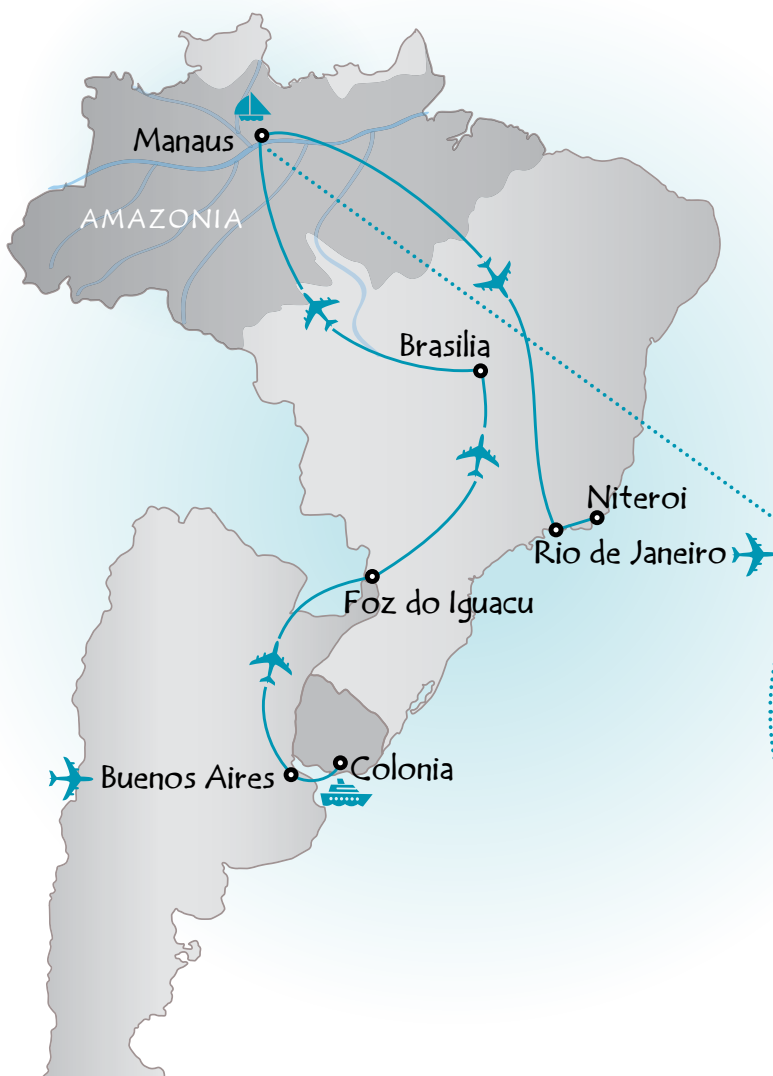 Manaus
AMAZONIA
Brasilia
Niteroi
Rio de Janeiro
Foz do Iguacu
Buenos Aires
Colonia